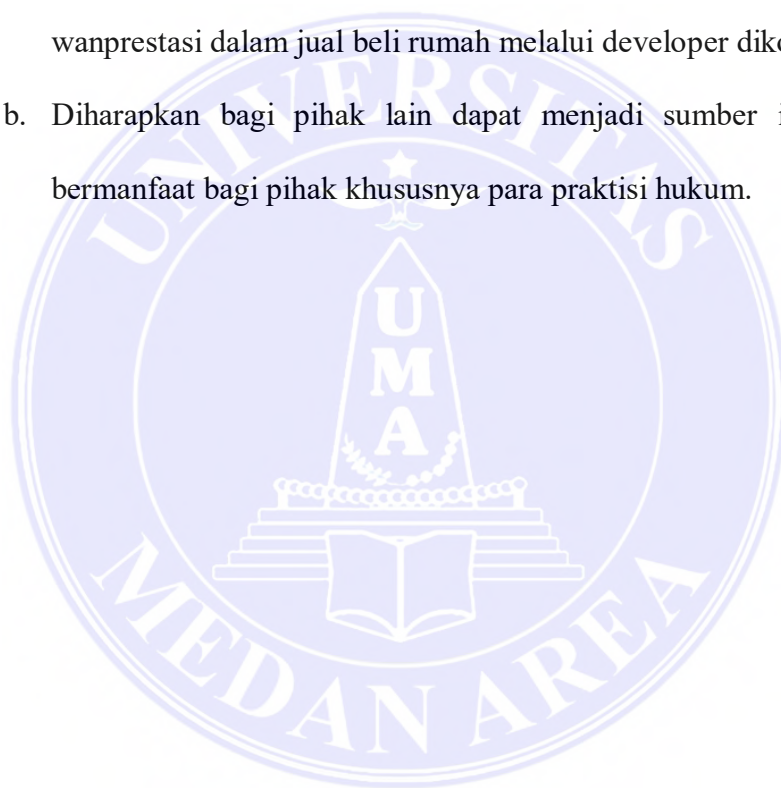 wanprestasi dalam jual beli rumah melalui developer
b. Diharapkan bagi pihak lain dapat menjadi sumber
bermanfaat bagi pihak khususnya para praktisi hukum.
UNIVERSITAS
UMA
MEDAN AREA